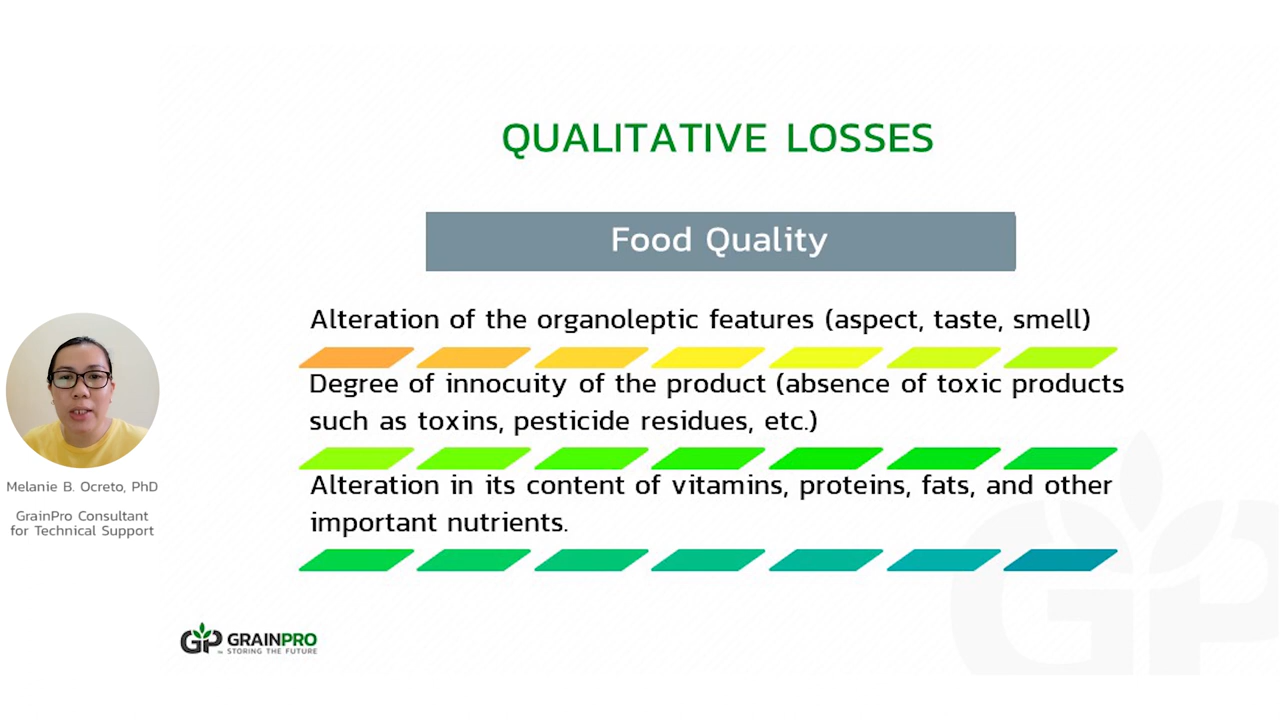 QUALITATIVE LOSSES
Food Quality
Alteration of the organoleptic features (aspect, taste, smell)
Degree of innocuity of the product (absence of toxic products
such as toxins, pesticide residues, etc.)
Alteration in its content of vitamins, proteins, fats, and other
important nutrients.
Melanie B. Ocreto, PhD
GrainPro Consultant
for Technical Support
GP GRAINPRO
STORING THE FUTURE